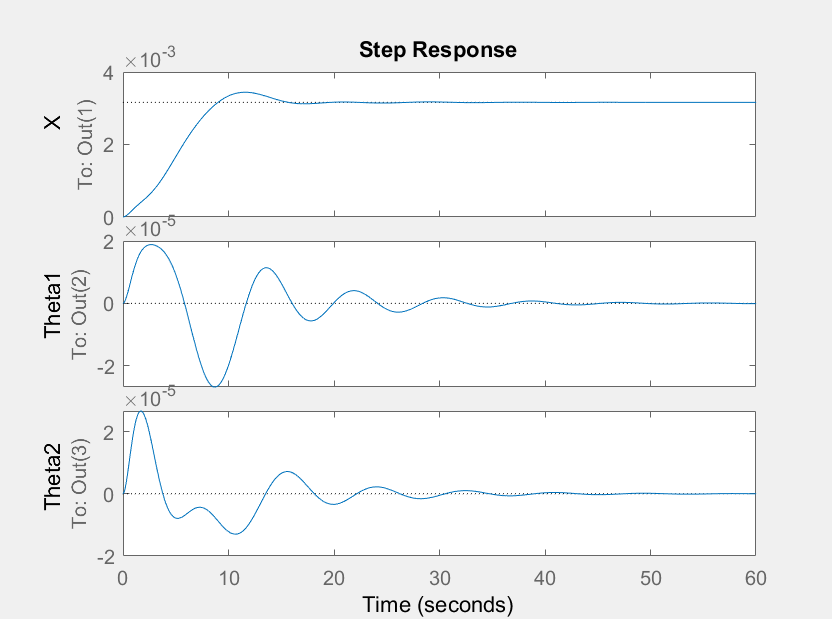 Step Response
×10-3
4
2
0
X
To: Out(1)
×10-5
2
0
-2
Theta1
To: Out(2)
×10-5
2
0
-2
Theta2
To: Out(3)
0 10 20 30 40 50 60
Time (seconds)